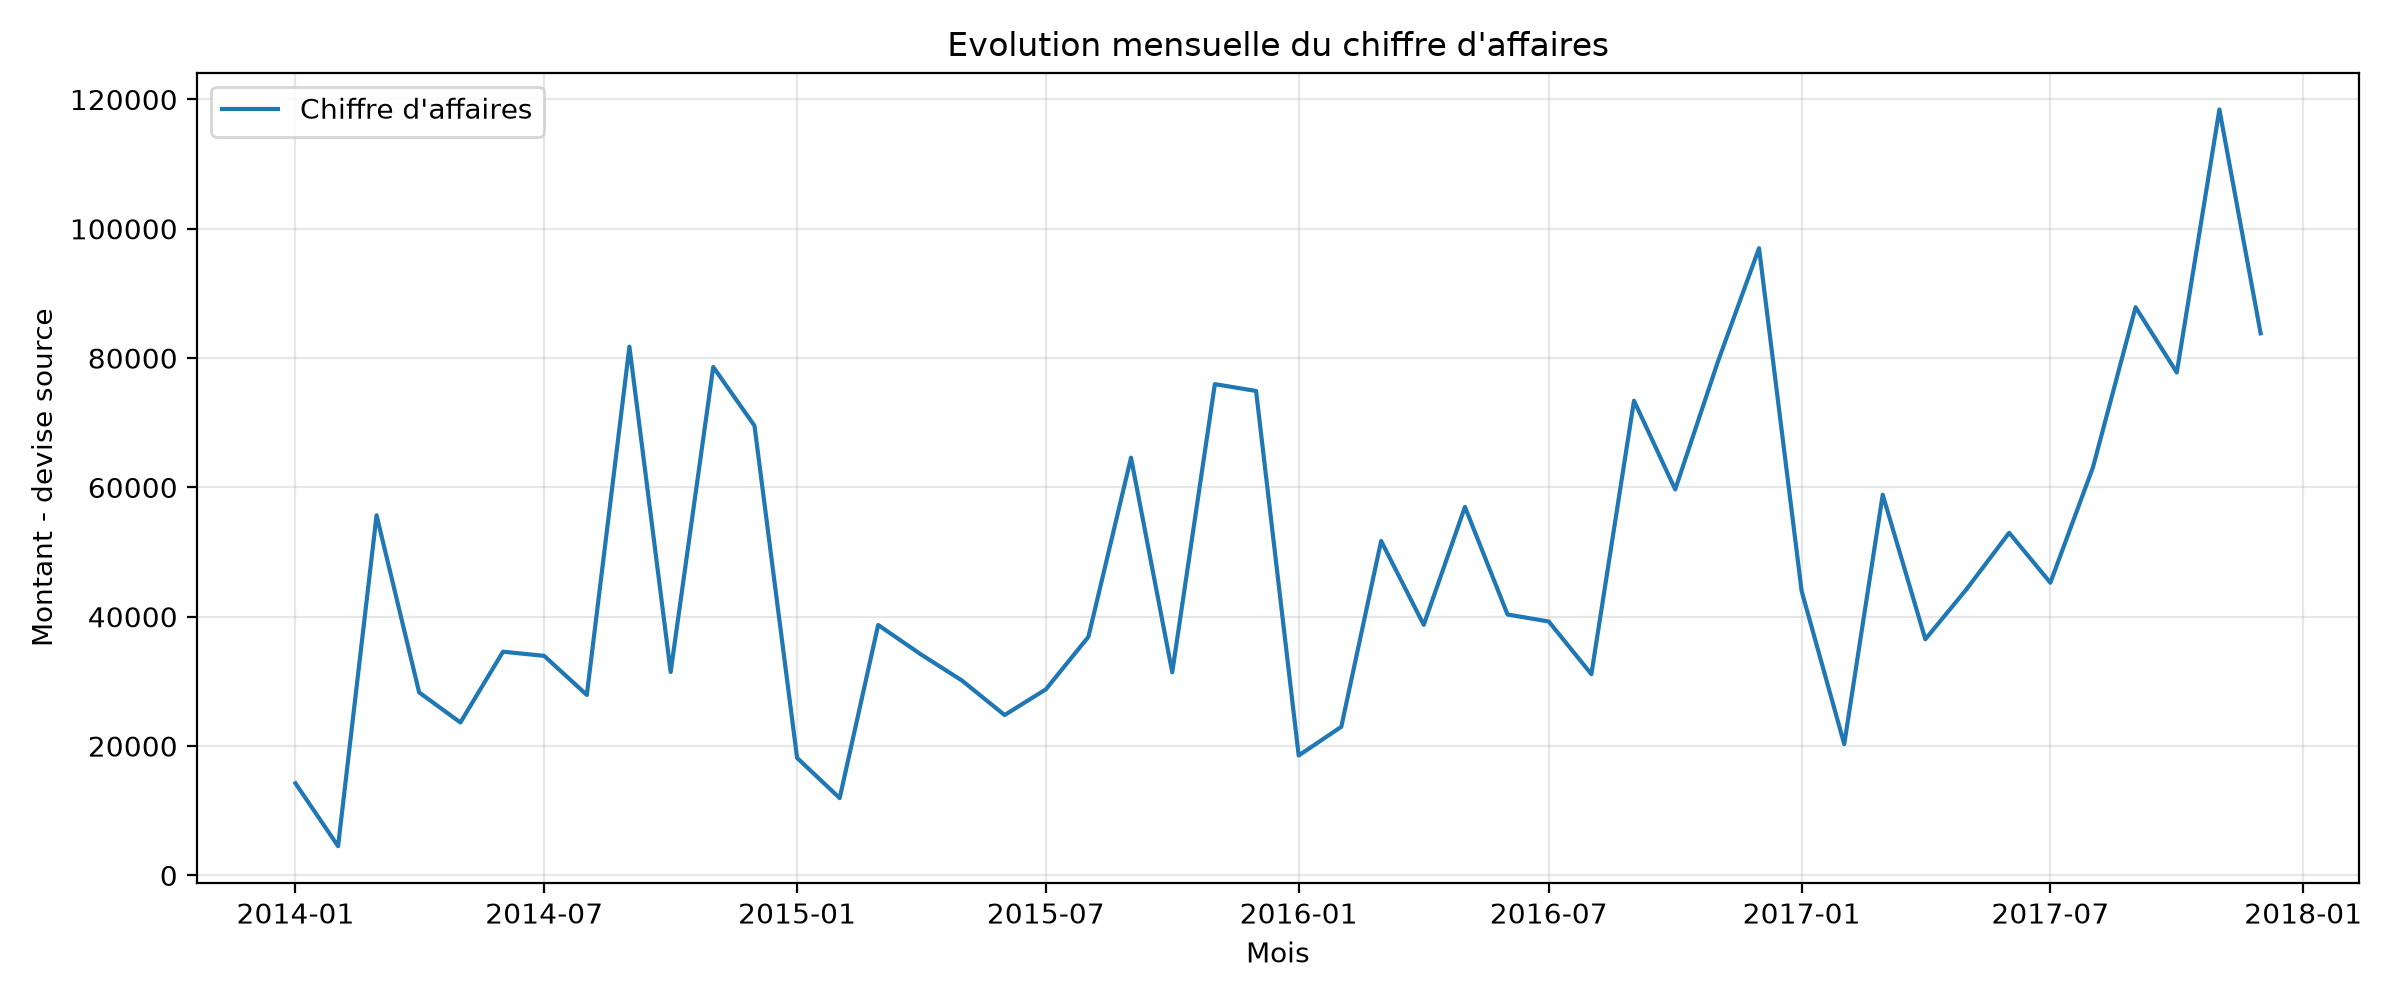 Evolution mensuelle du chiffre d'affaires
Chiffre d'affaires
Montant - devise source
120000
100000
80000
60000
40000
20000
0
2014-01 2014-07 2015-01 2015-07 2016-01 2016-07 2017-01 2017-07 2018-01
Mois